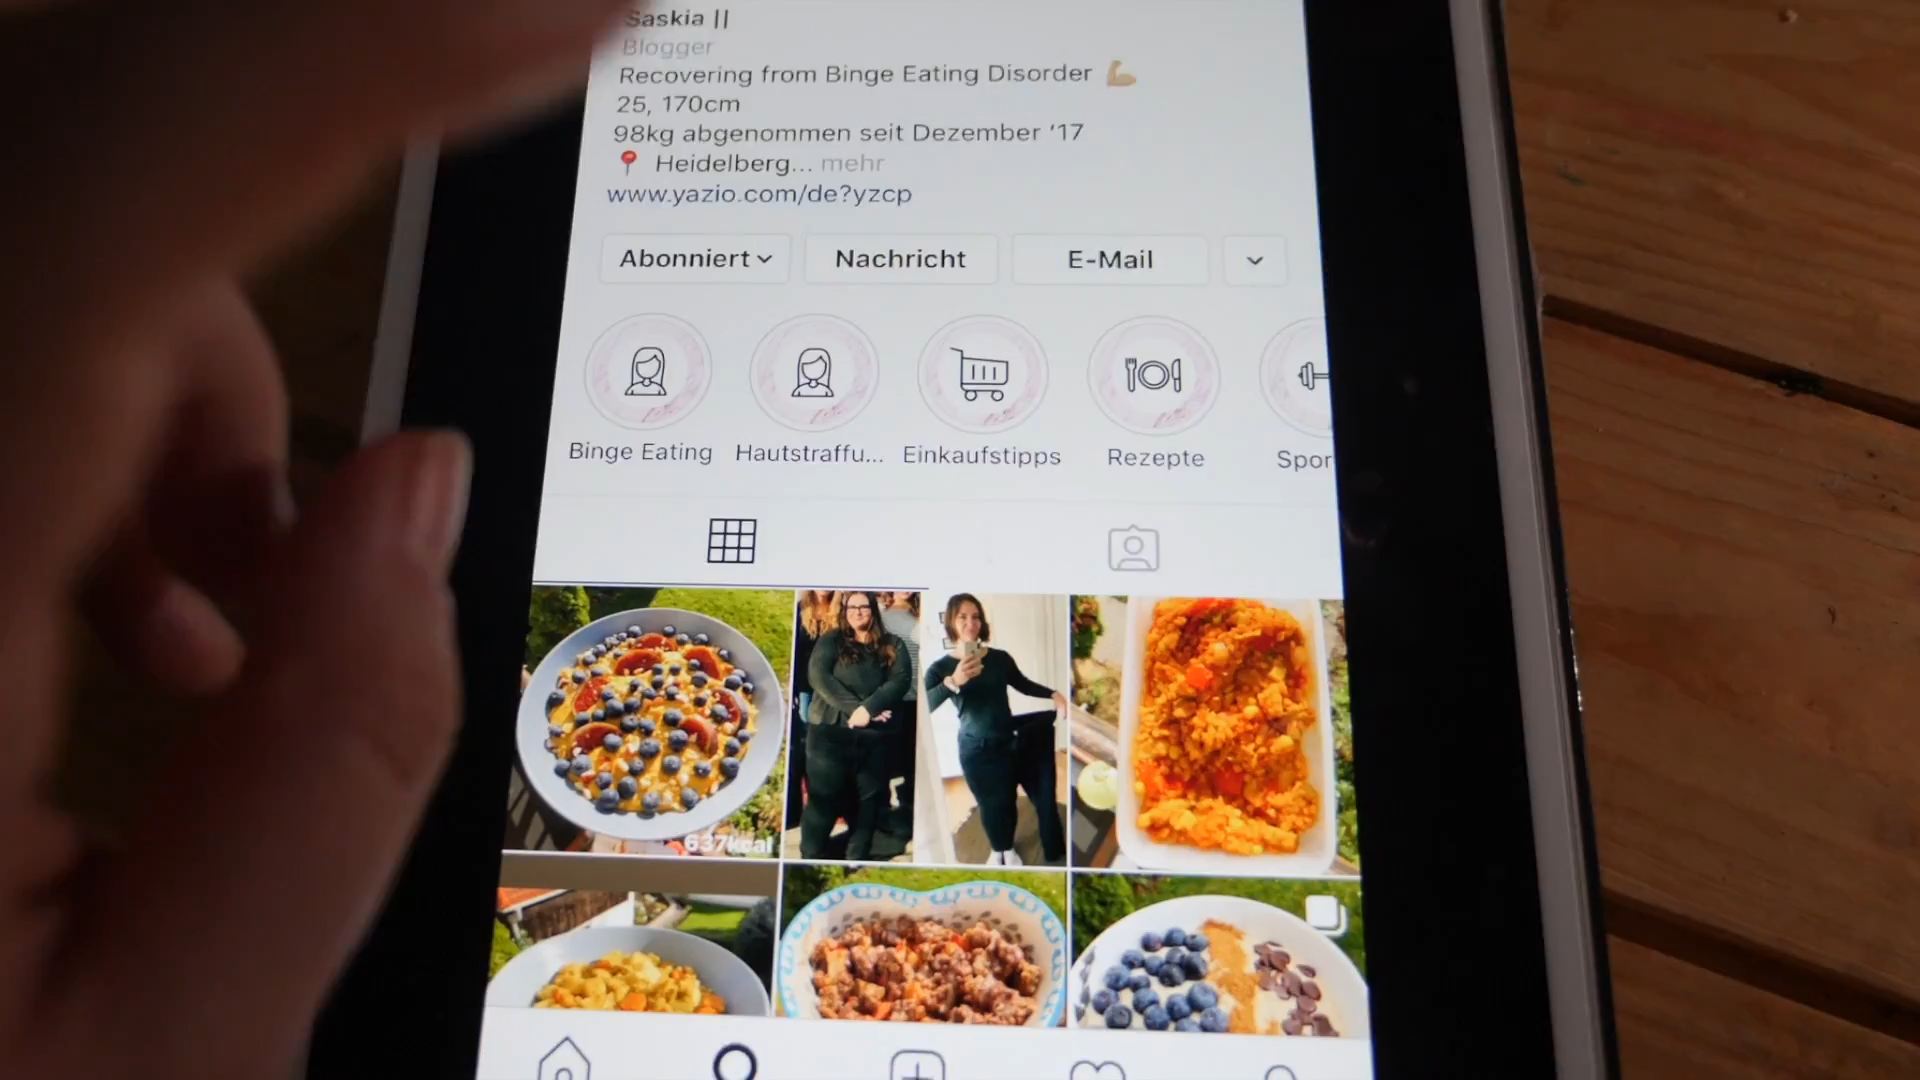 Saskia ||
Blogger
Recovering from Binge Eating Disorder 💪🏼
25, 170cm
98kg abgenommen seit Dezember '17
📍 Heidelberg... mehr
www.yazio.com/de?yzcp
Abonniert Nachricht E-Mail
Binge Eating Hautstraffu... Einkaufstipps Rezepte Spor
637kcal